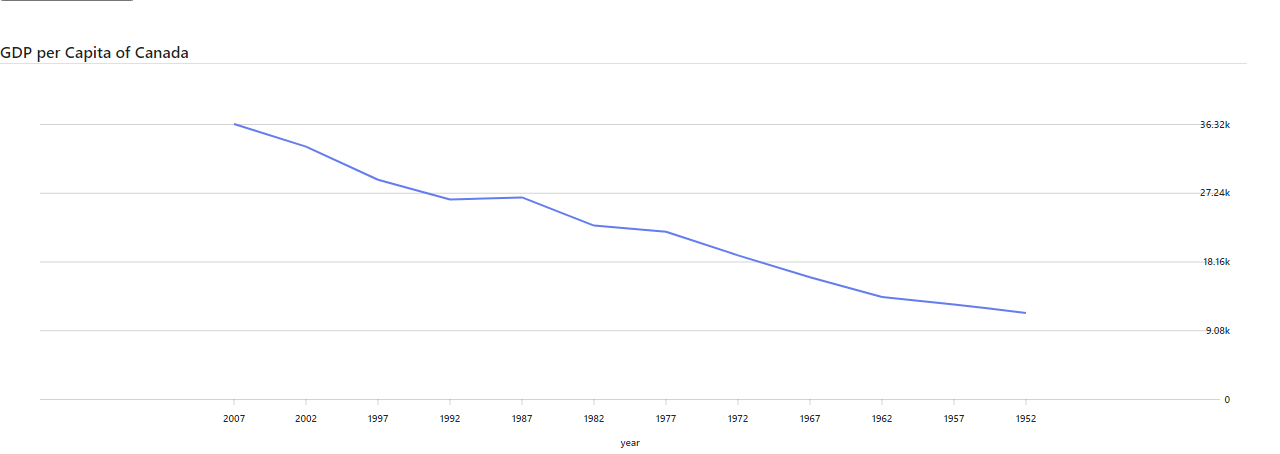 GDP per Capita of Canada
36.32k
27.24k
18.16k
9.08k
0
2007 2002 1997 1992 1987 1982 1977 1972 1967 1962 1957 1952
year